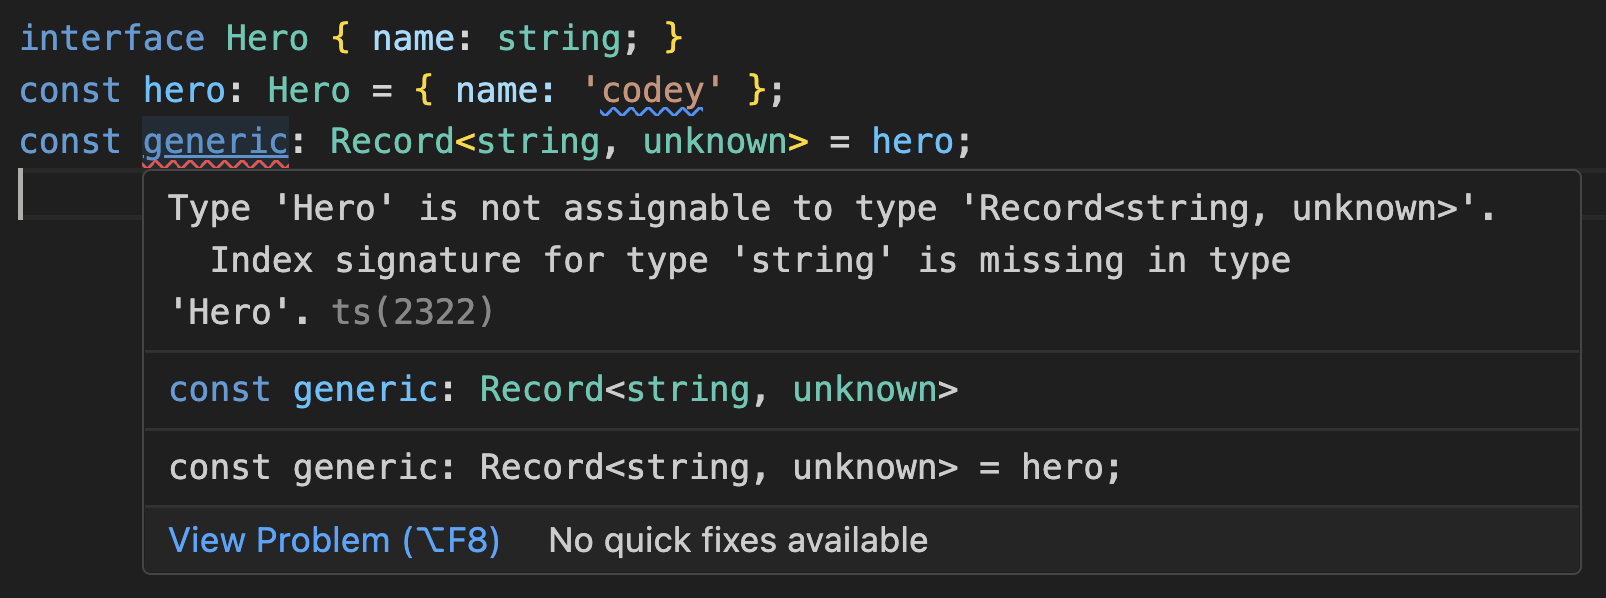 interface Hero { name: string; }
const hero: Hero = { name: 'codey' };
const generic: Record<string, unknown> = hero;
Type 'Hero' is not assignable to type 'Record<string, unknown>'.
  Index signature for type 'string' is missing in type
'Hero'. ts(2322)
const generic: Record<string, unknown>
const generic: Record<string, unknown> = hero;
View Problem (⌥F8) No quick fixes available